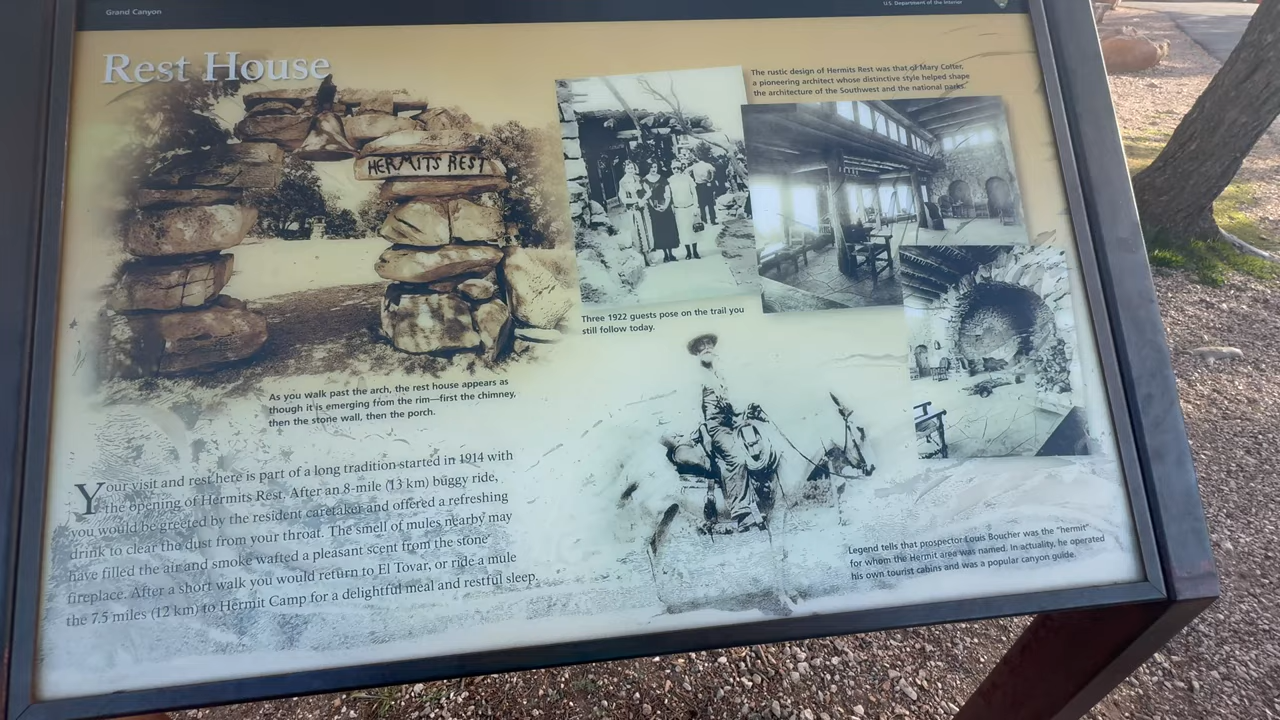 Grand Canyon
U.S. Department of the Interior
Rest House
HERMITS REST
The rustic design of Hermits Rest was that of Mary Colter,
a pioneering architect whose distinctive style helped shape
the architecture of the Southwest and the national parks.
Three 1922 guests pose on the trail you
still follow today.
As you walk past the arch, the rest house appears as
though it is emerging from the rim—first the chimney,
then the stone wall, then the porch.
Your visit and rest here is part of a long tradition started in 1914 with
the opening of Hermits Rest. After an 8-mile (13 km) buggy ride,
you would be greeted by the resident caretaker and offered a refreshing
drink to clear the dust from your throat. The smell of mules nearby may
have filled the air and smoke wafted a pleasant scent from the stone
fireplace. After a short walk you would return to El Tovar, or ride a mule
the 7.5 miles (12 km) to Hermit Camp for a delightful meal and restful sleep.
Legend tells that prospector Louis Boucher was the "hermit"
for whom the Hermit area was named. In actuality, he operated
his own tourist cabins and was a popular canyon guide.